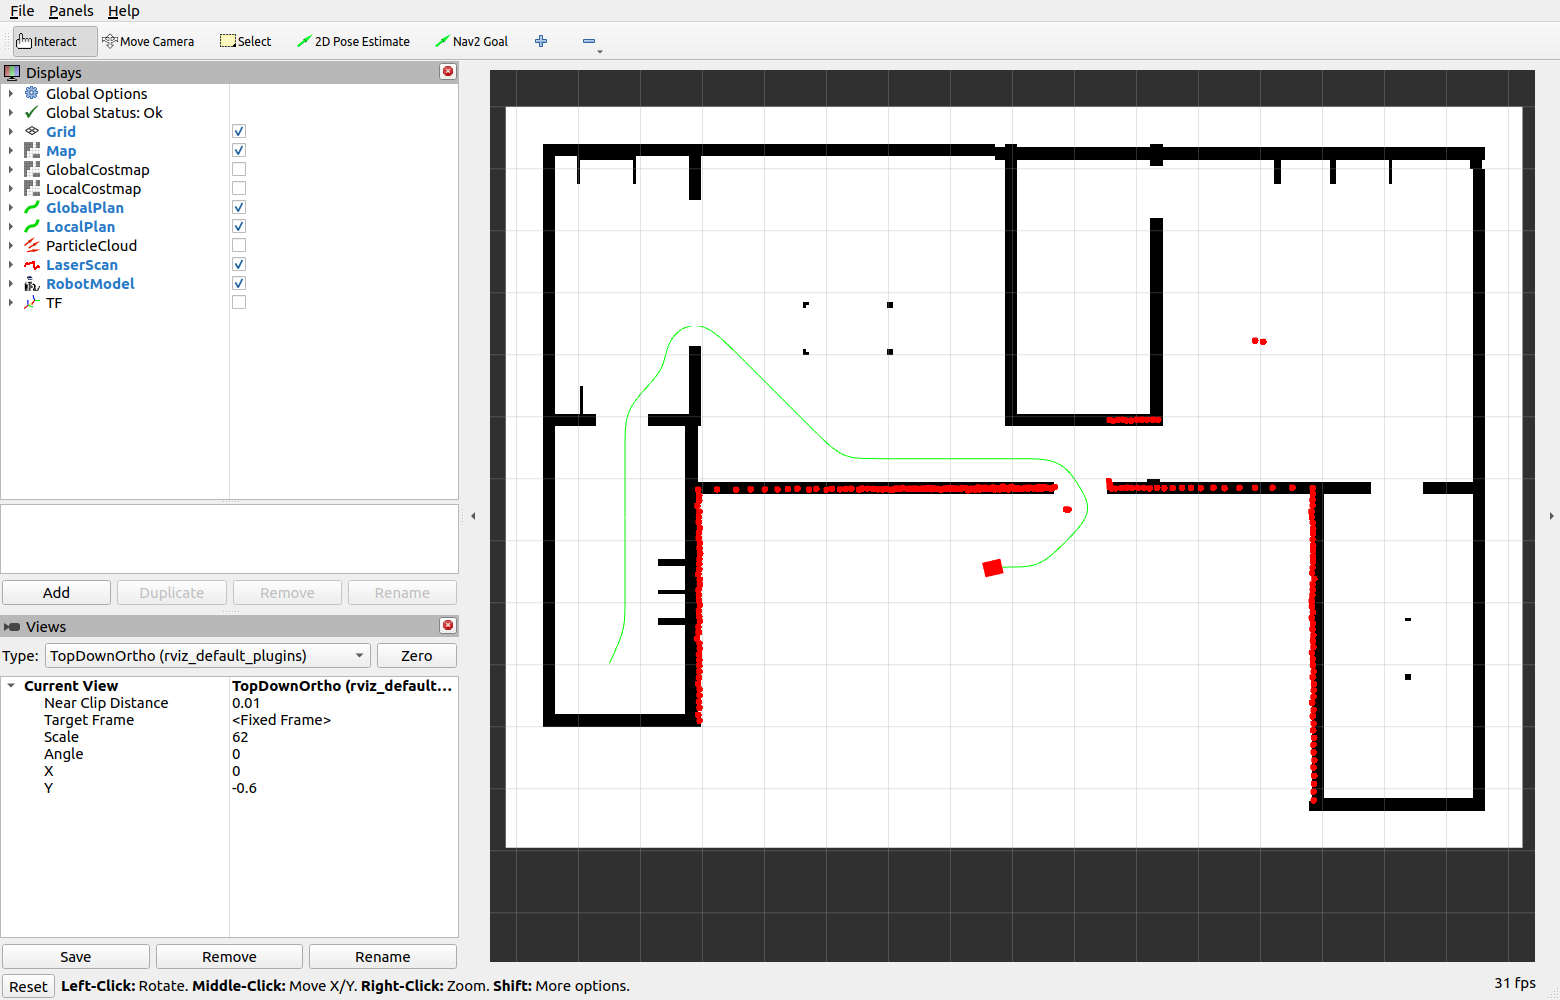 File Panels Help
Interact Move Camera Select 2D Pose Estimate Nav2 Goal
Displays
Global Options
Global Status: Ok
Grid
Map
GlobalCostmap
LocalCostmap
GlobalPlan
LocalPlan
ParticleCloud
LaserScan
RobotModel
TF
Add Duplicate Remove Rename
Views
Type: TopDownOrtho (rviz_default_plugins) Zero
Current View TopDownOrtho (rviz_default...
Near Clip Distance 0.01
Target Frame <Fixed Frame>
Scale 62
Angle 0
X 0
Y -0.6
Save Remove Rename
Reset Left-Click: Rotate. Middle-Click: Move X/Y. Right-Click: Zoom. Shift: More options. 31 fps